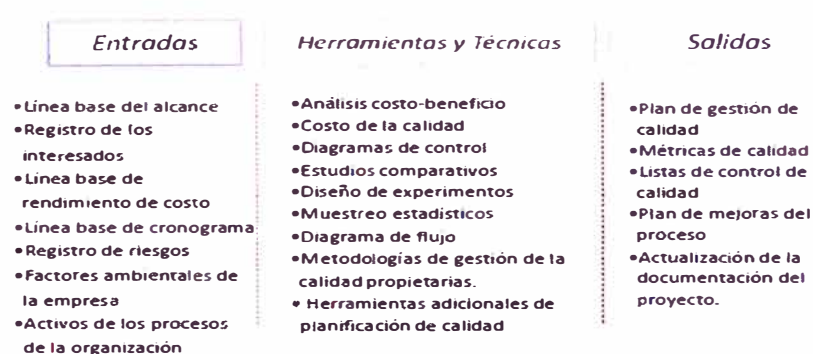 Entradas
•Línea base del alcance
•Registro de los
interesados
•Línea base de
rendimiento de costo
•Línea base de cronograma
•Registro de riesgos
•Factores ambientales de
la empresa
•Activos de los procesos
de la organización
Herramientas y Técnicas
•Análisis costo-beneficio
•Costo de la calidad
•Diagramas de control
•Estudios comparativos
•Diseño de experimentos
•Muestreo estadísticos
•Diagrama de flujo
•Metodologías de gestión de la
calidad propietarias.
• Herramientas adicionales de
planificación de calidad
Salidas
•Plan de gestión de
calidad
•Métricas de calidad
•Listas de control de
calidad
•Plan de mejoras del
proceso
•Actualización de la
documentación del
proyecto.